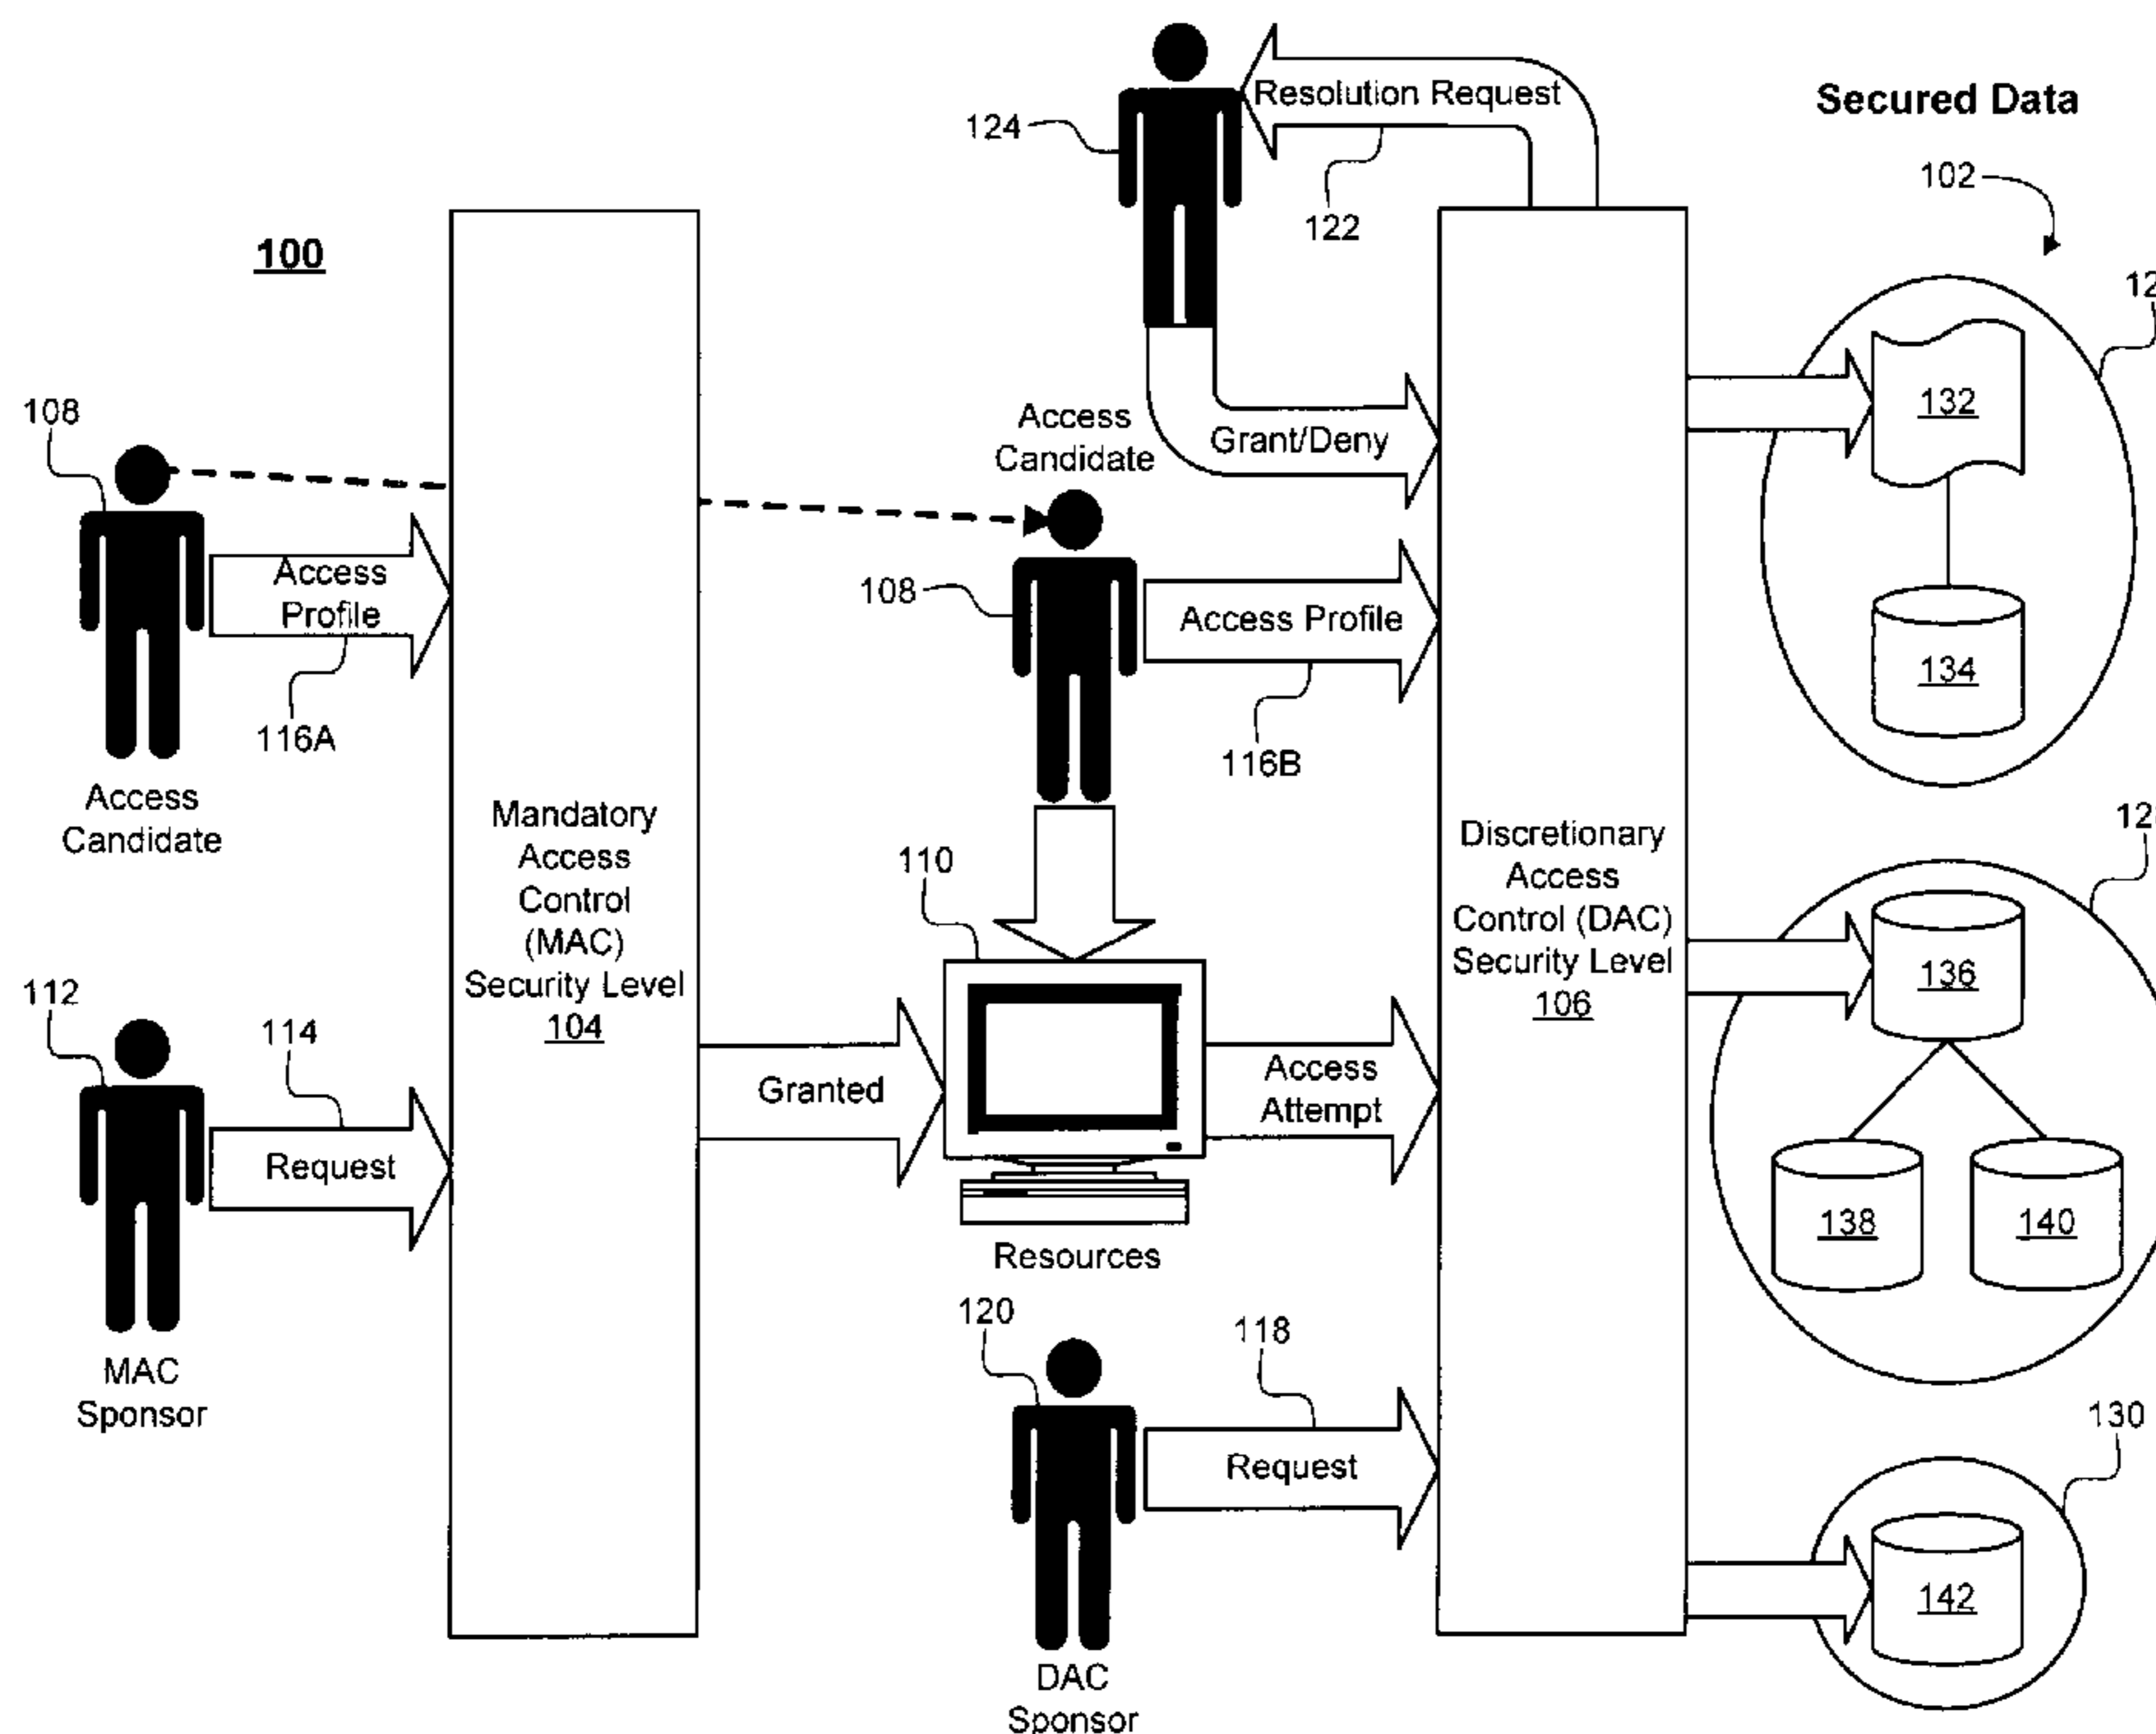 Secured Data
Resolution Request
124
122
102
100
132
134
108
Access
Candidate
Access
Profile
116A
Access
Candidate
Grant/Deny
108
Access Profile
116B
Mandatory
Access
Control
(MAC)
Security Level
104
Discretionary
Access
Control (DAC)
Security Level
106
110
112
114
Request
MAC
Sponsor
Granted
Access
Attempt
Resources
136
138
140
120
118
Request
DAC
Sponsor
130
142